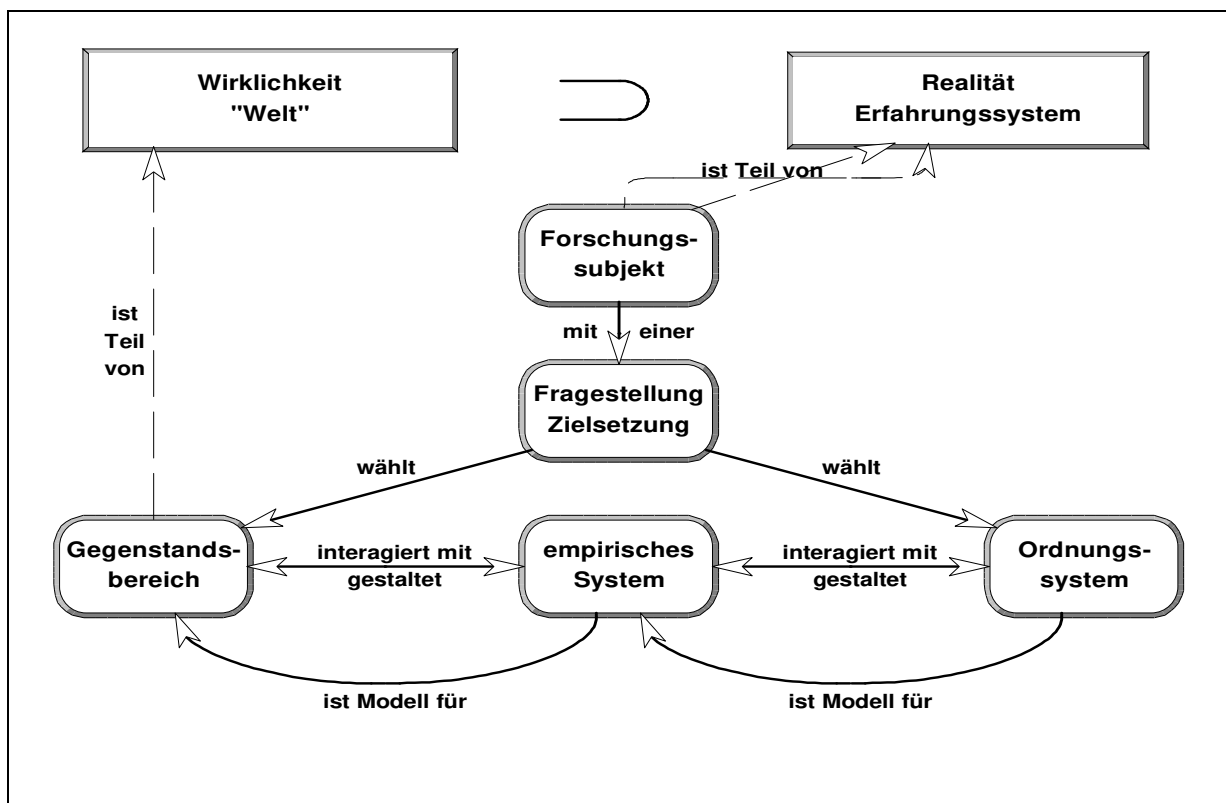 Wirklichkeit
"Welt"
Realität
Erfahrungssystem
ist Teil von
Forschungs-
subjekt
ist
Teil
von
mit einer
Fragestellung
Zielsetzung
wählt
wählt
Gegenstands-
bereich
interagiert mit
gestaltet
empirisches
System
interagiert mit
gestaltet
Ordnungs-
system
ist Modell für
ist Modell für